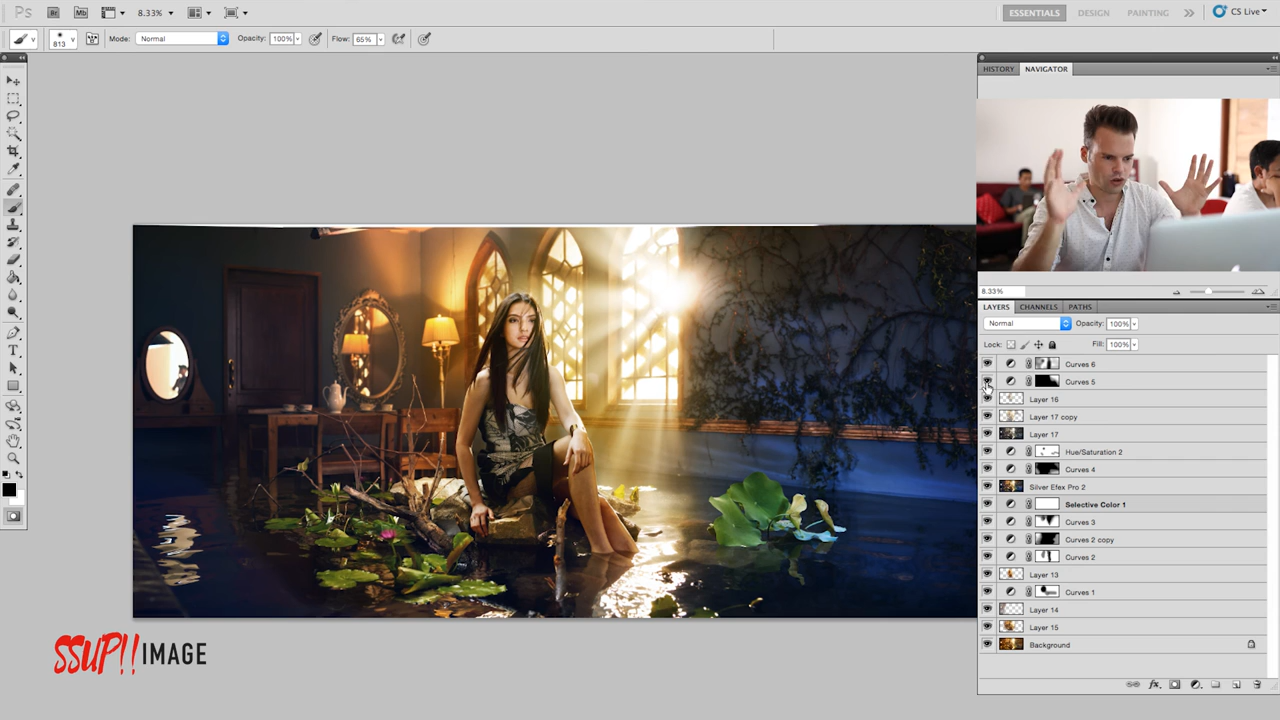 Ps Br Mb 8.33% ESSENTIALS DESIGN PAINTING CS Live
813 Mode: Normal Opacity: 100% Flow: 65%
HISTORY NAVIGATOR
8.33%
LAYERS CHANNELS PATHS
Normal Opacity: 100%
Lock: Fill: 100%
Curves 6
Curves 5
Layer 16
Layer 17 copy
Layer 17
Hue/Saturation 2
Curves 4
Silver Efex Pro 2
Selective Color 1
Curves 3
Curves 2 copy
Curves 2
Layer 13
Curves 1
Layer 14
Layer 15
Background
SSUP!! IMAGE